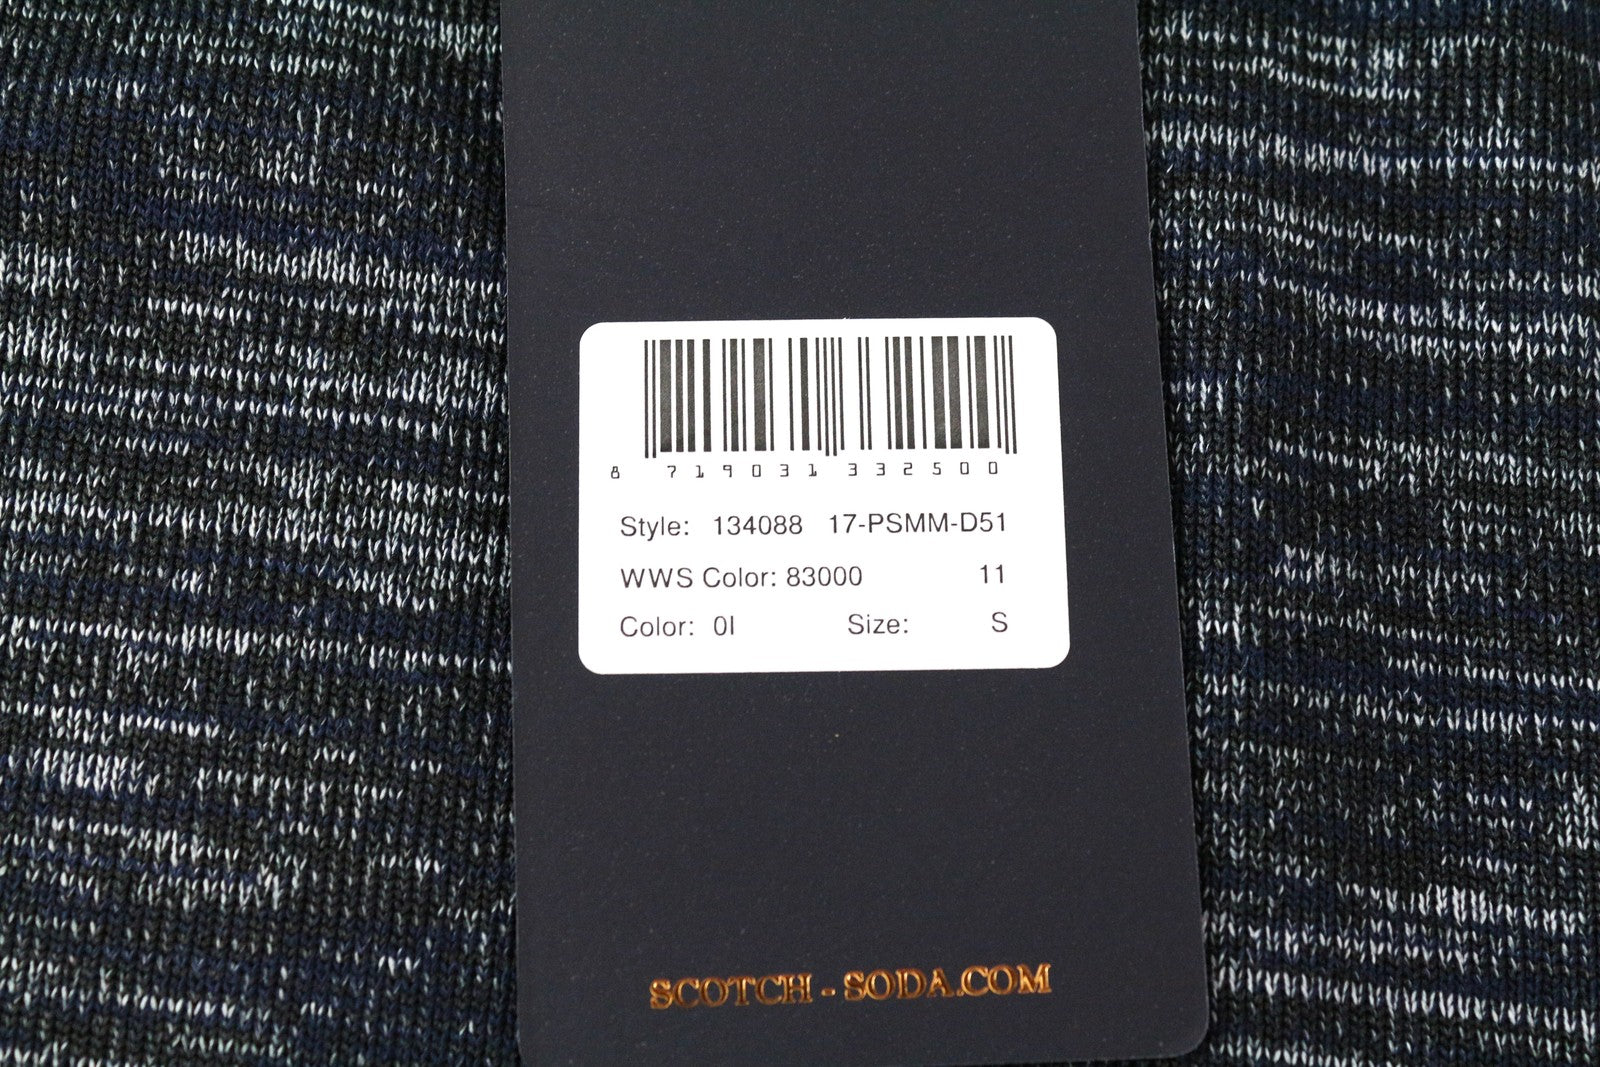 8 719031 332500
Style: 134088 17-PSMM-D51
WWS Color: 83000 11
Color: 0I Size: S
SCOTCH - SODA.COM